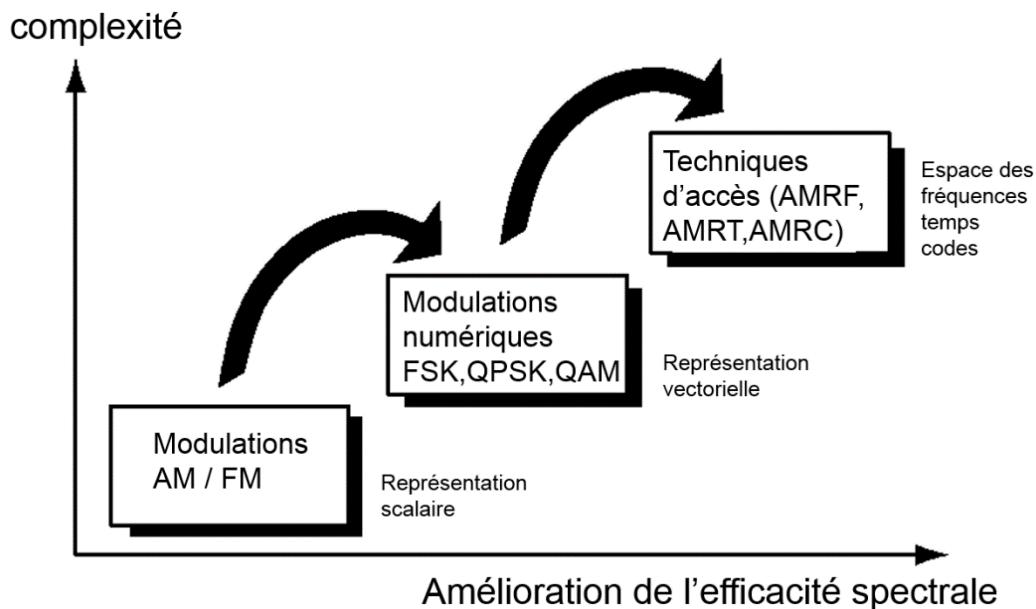 complexité
Techniques
d'accès (AMRF,
AMRT,AMRC)
Espace des
fréquences
temps
codes
Modulations
numériques
FSK,QPSK,QAM
Représentation
vectorielle
Modulations
AM / FM
Représentation
scalaire
Amélioration de l'efficacité spectrale